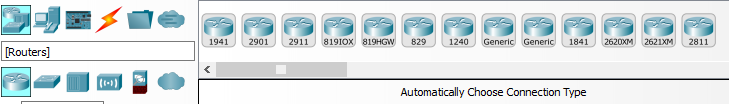 1941 2901 2911 819IOX 819HGW 829 1240 Generic Generic 1841 2620XM 2621XM 2811
[Routers]
Automatically Choose Connection Type